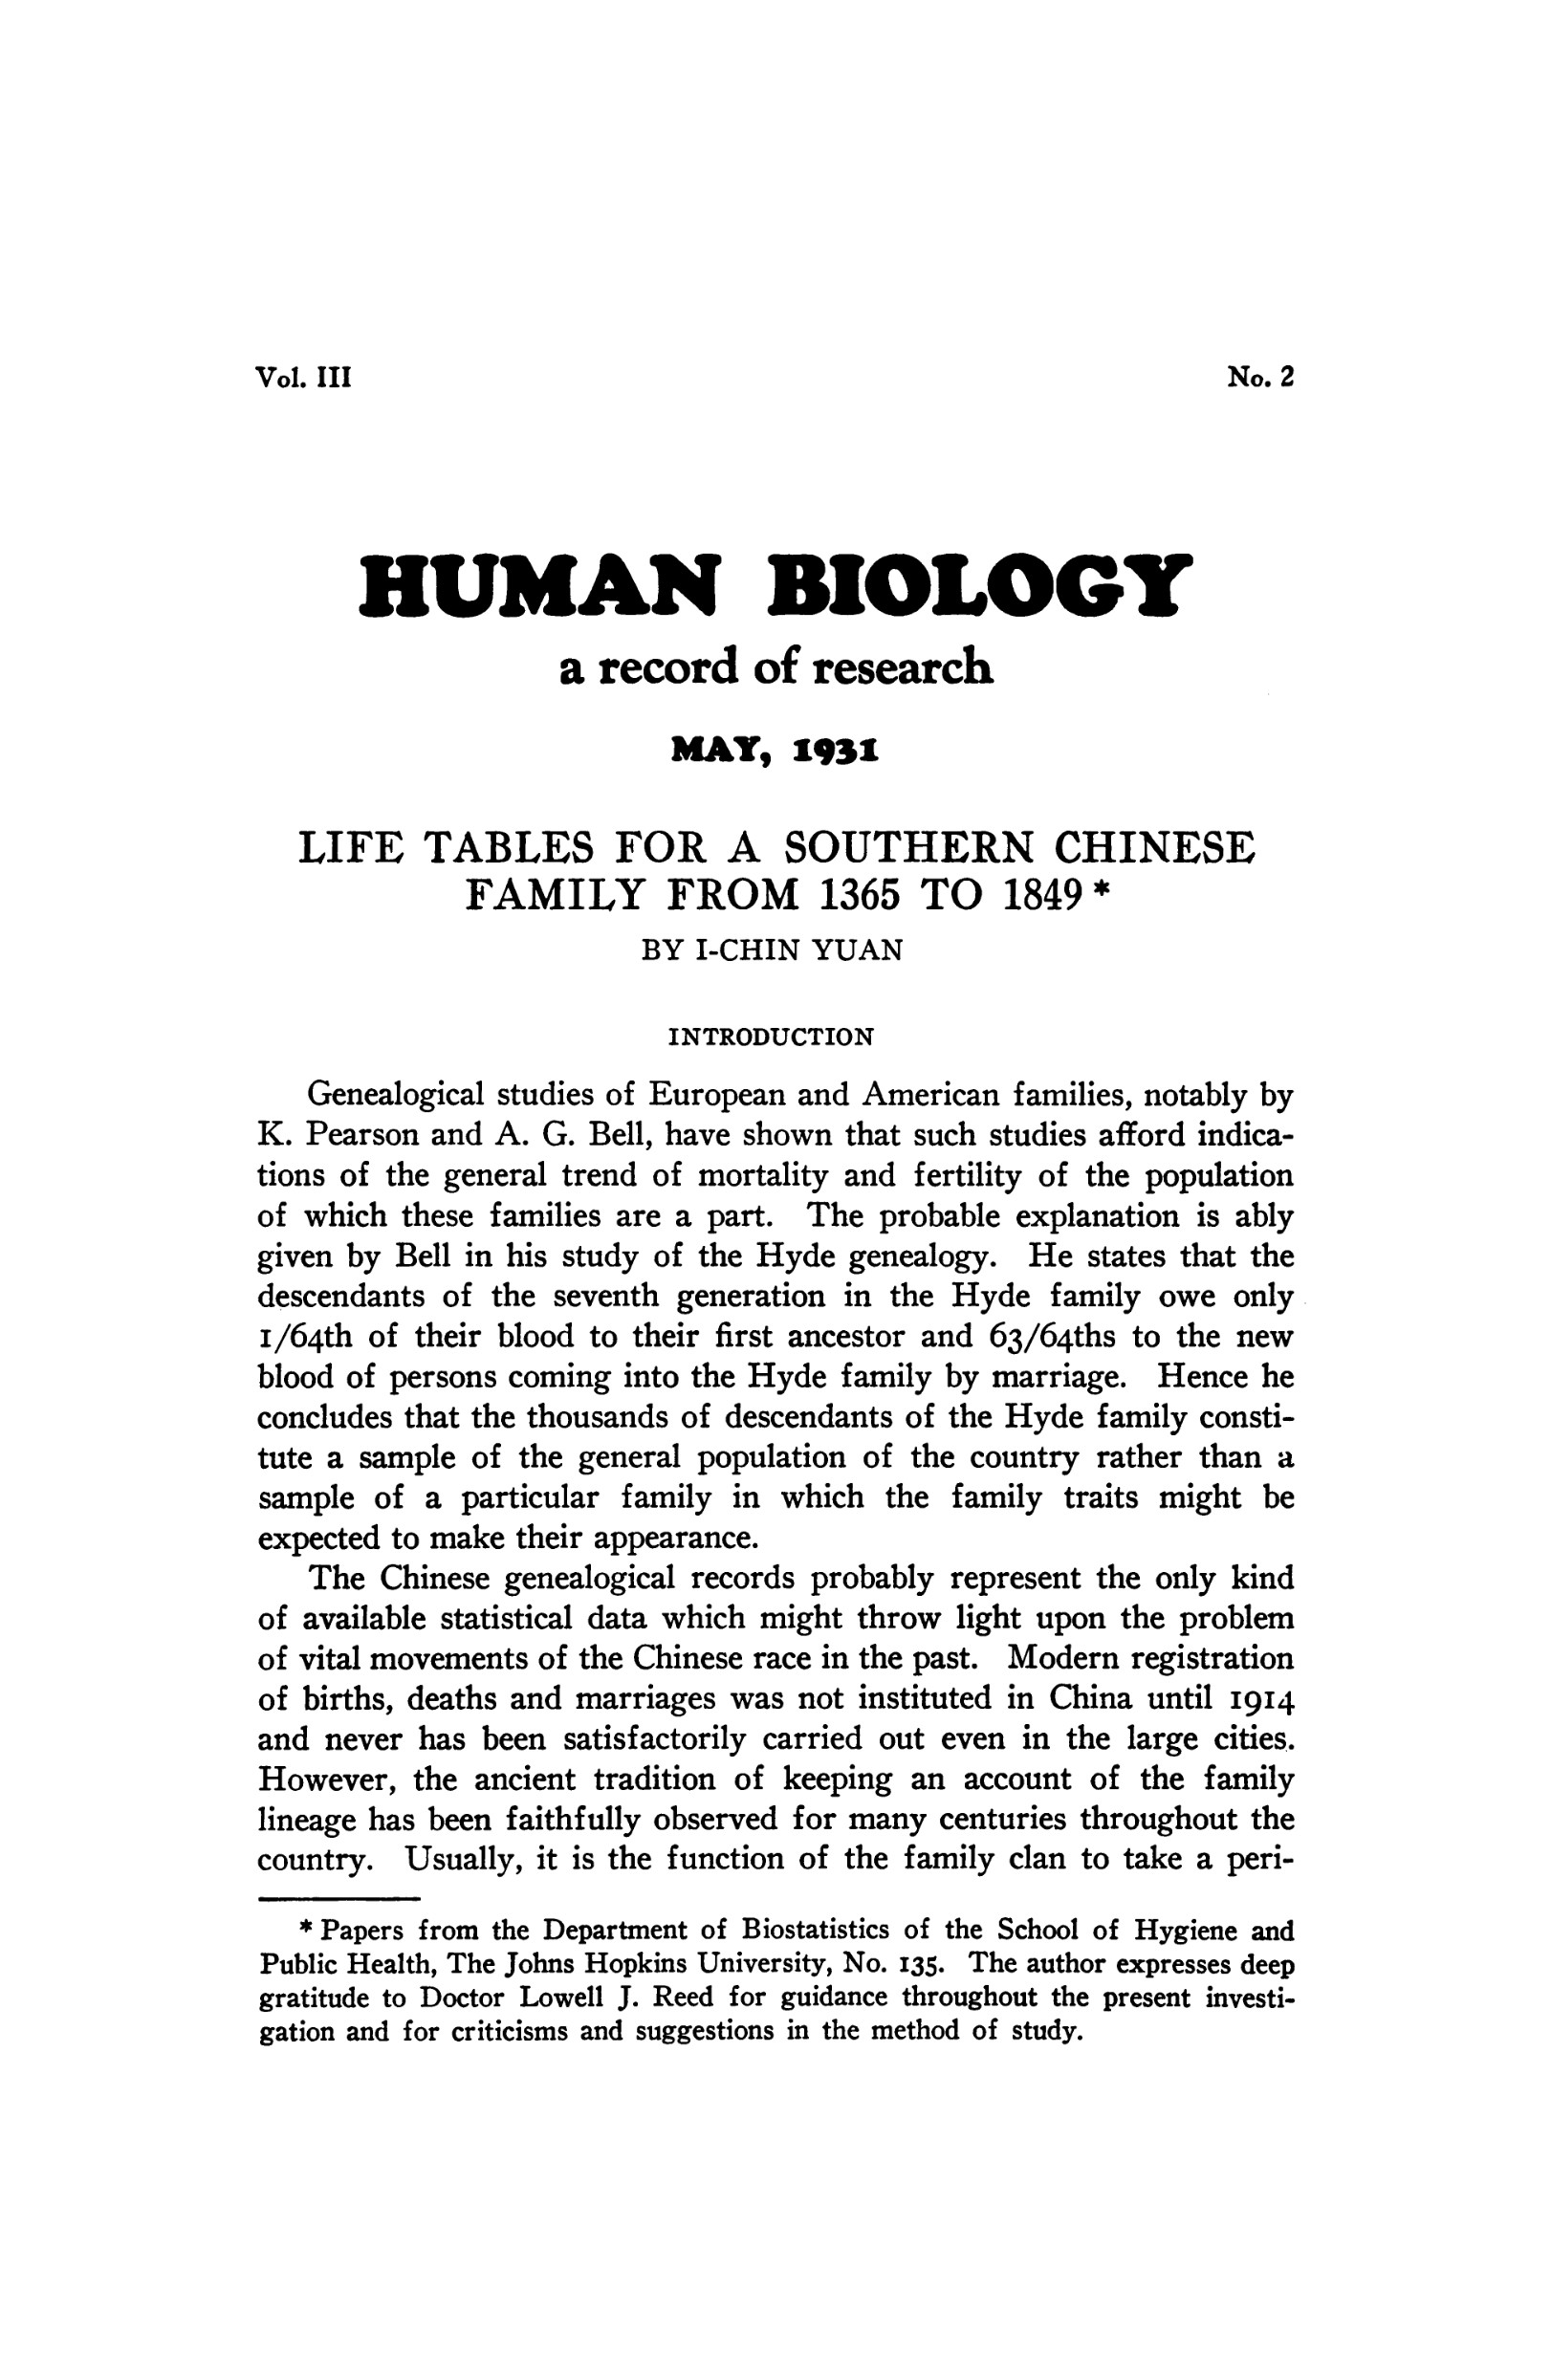 Vol. III No. 2
HUMAN BIOLOGY
a record of research
MAY, 1931
LIFE TABLES FOR A SOUTHERN CHINESE
FAMILY FROM 1365 TO 1849 *
BY I-CHIN YUAN
INTRODUCTION
Genealogical studies of European and American families, notably by
K. Pearson and A. G. Bell, have shown that such studies afford indica-
tions of the general trend of mortality and fertility of the population
of which these families are a part. The probable explanation is ably
given by Bell in his study of the Hyde genealogy. He states that the
descendants of the seventh generation in the Hyde family owe only
1/64th of their blood to their first ancestor and 63/64ths to the new
blood of persons coming into the Hyde family by marriage. Hence he
concludes that the thousands of descendants of the Hyde family consti-
tute a sample of the general population of the country rather than a
sample of a particular family in which the family traits might be
expected to make their appearance.
The Chinese genealogical records probably represent the only kind
of available statistical data which might throw light upon the problem
of vital movements of the Chinese race in the past. Modern registration
of births, deaths and marriages was not instituted in China until 1914
and never has been satisfactorily carried out even in the large cities.
However, the ancient tradition of keeping an account of the family
lineage has been faithfully observed for many centuries throughout the
country. Usually, it is the function of the family clan to take a peri-
* Papers from the Department of Biostatistics of the School of Hygiene and
Public Health, The Johns Hopkins University, No. 135. The author expresses deep
gratitude to Doctor Lowell J. Reed for guidance throughout the present investi-
gation and for criticisms and suggestions in the method of study.